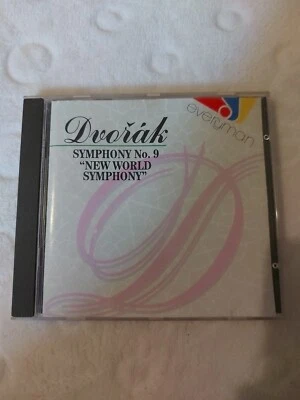 Dvořák
SYMPHONY No. 9
"NEW WORLD
SYMPHONY"
everyman